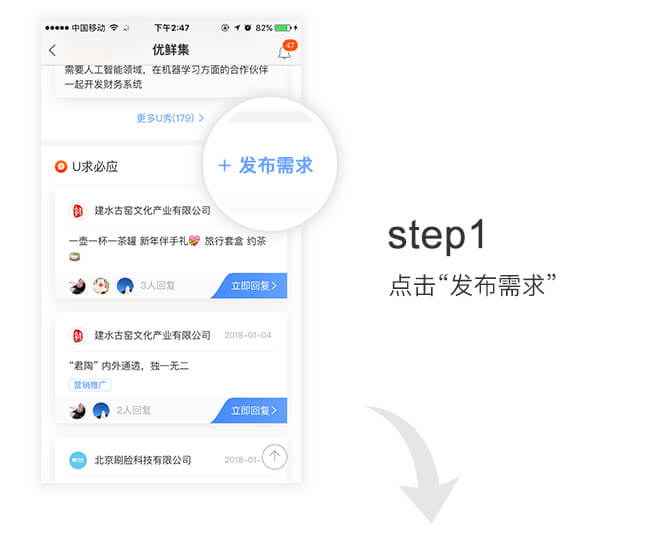 中国移动
下午2:47
82%
优鲜集
47
需要人工智能领域，在机器学习方面的合作伙伴
一起开发财务系统
更多U秀(179) >
U求必应
+ 发布需求
建水古窑文化产业有限公司
一壶一杯一茶罐 新年伴手礼💝 旅行套盒 约茶
🍵
3人回复
立即回复>
建水古窑文化产业有限公司
2018-01-04
“君陶” 内外通透，独一无二
营销推广
2人回复
立即回复>
北京刷脸科技有限公司
2018-01-
step1
点击“发布需求”